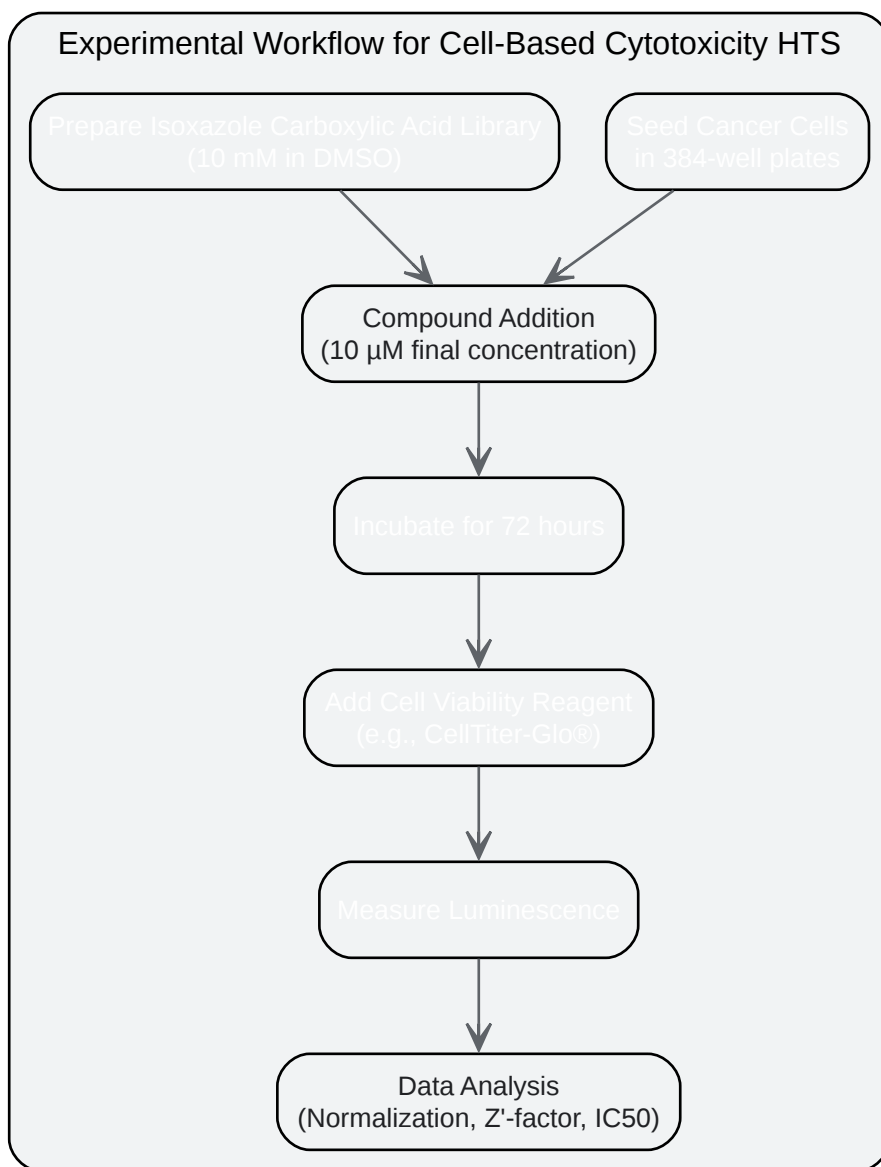 Experimental Workflow for Cell-Based Cytotoxicity HTS
Prepare Isoxazole Carboxylic Acid Library
(10 mM in DMSO)
Seed Cancer Cells
in 384-well plates
Compound Addition
(10 µM final concentration)
Incubate for 72 hours
Add Cell Viability Reagent
(e.g., CellTiter-Glo®)
Measure Luminescence
Data Analysis
(Normalization, Z'-factor, IC50)